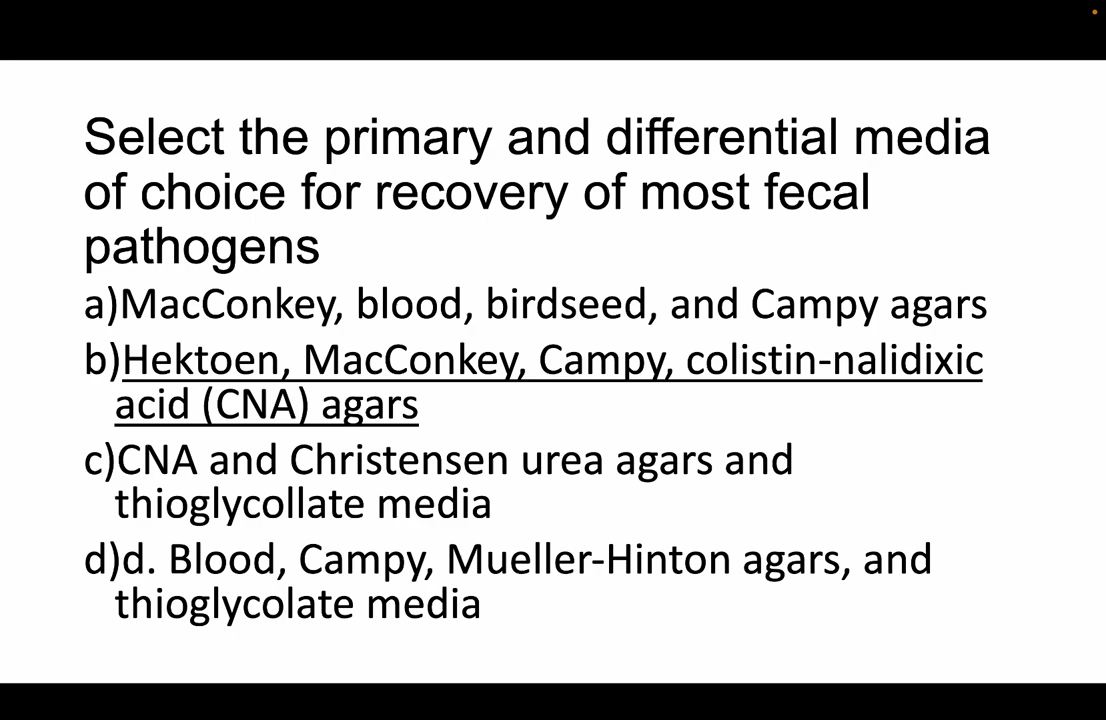 Select the primary and differential media
of choice for recovery of most fecal
pathogens
a)MacConkey, blood, birdseed, and Campy agars
b)Hektoen, MacConkey, Campy, colistin-nalidixic
acid (CNA) agars
c)CNA and Christensen urea agars and
thioglycollate media
d)d. Blood, Campy, Mueller-Hinton agars, and
thioglycolate media